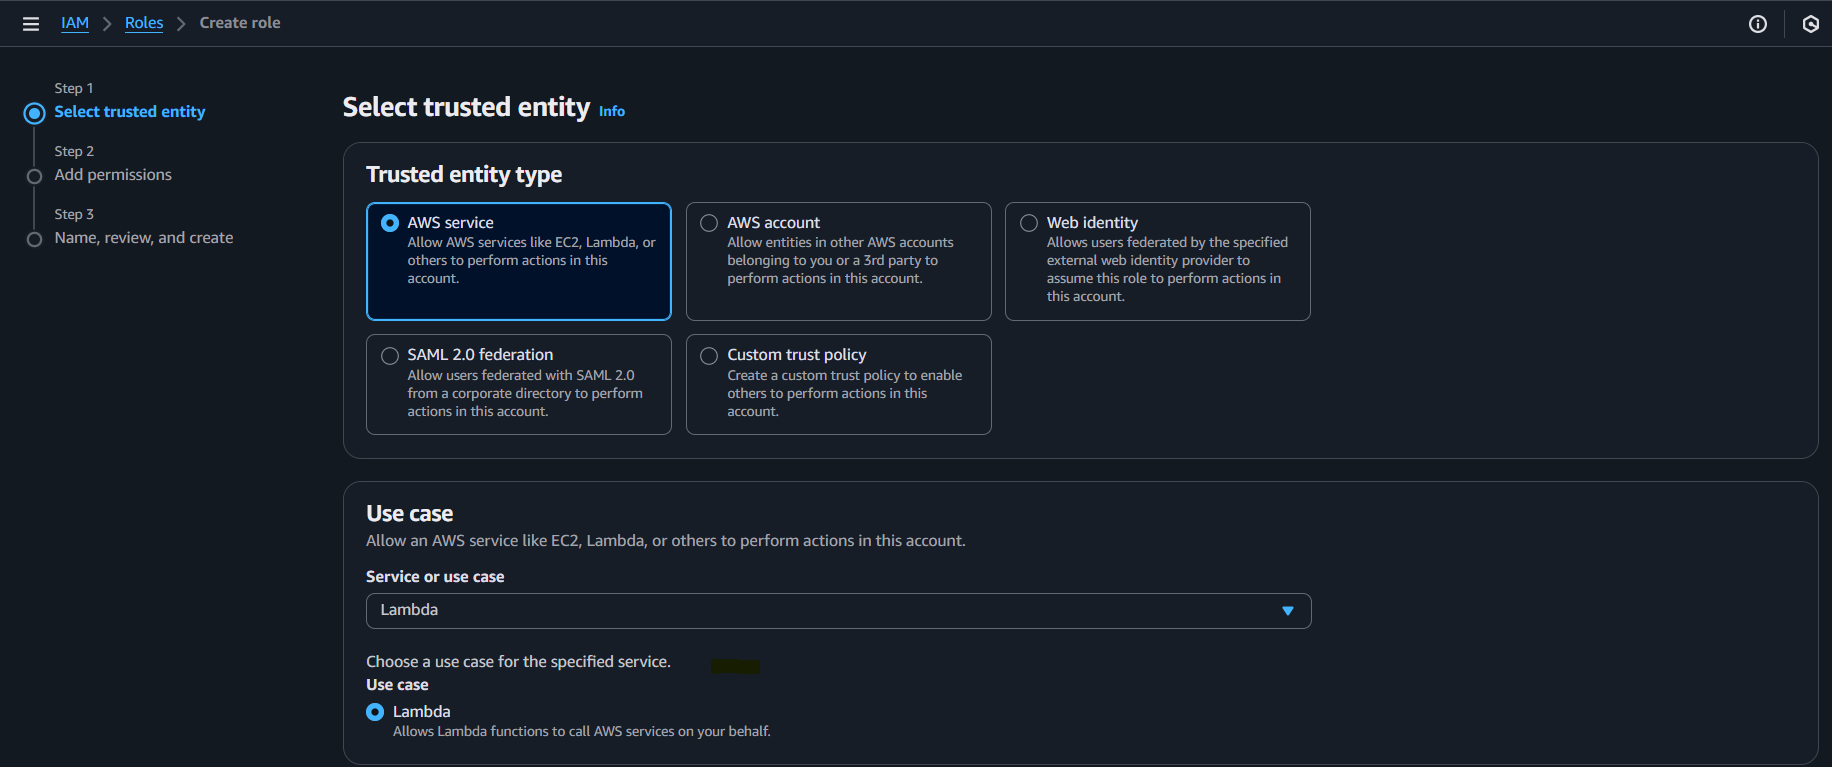 IAM > Roles > Create role
Step 1
Select trusted entity
Step 2
Add permissions
Step 3
Name, review, and create
Select trusted entity Info
Trusted entity type
AWS service
Allow AWS services like EC2, Lambda, or
others to perform actions in this
account.
AWS account
Allow entities in other AWS accounts
belonging to you or a 3rd party to
perform actions in this account.
Web identity
Allows users federated by the specified
external web identity provider to
assume this role to perform actions in
this account.
SAML 2.0 federation
Allow users federated with SAML 2.0
from a corporate directory to perform
actions in this account.
Custom trust policy
Create a custom trust policy to enable
others to perform actions in this
account.
Use case
Allow an AWS service like EC2, Lambda, or others to perform actions in this account.
Service or use case
Lambda
Choose a use case for the specified service.
Use case
Lambda
Allows Lambda functions to call AWS services on your behalf.